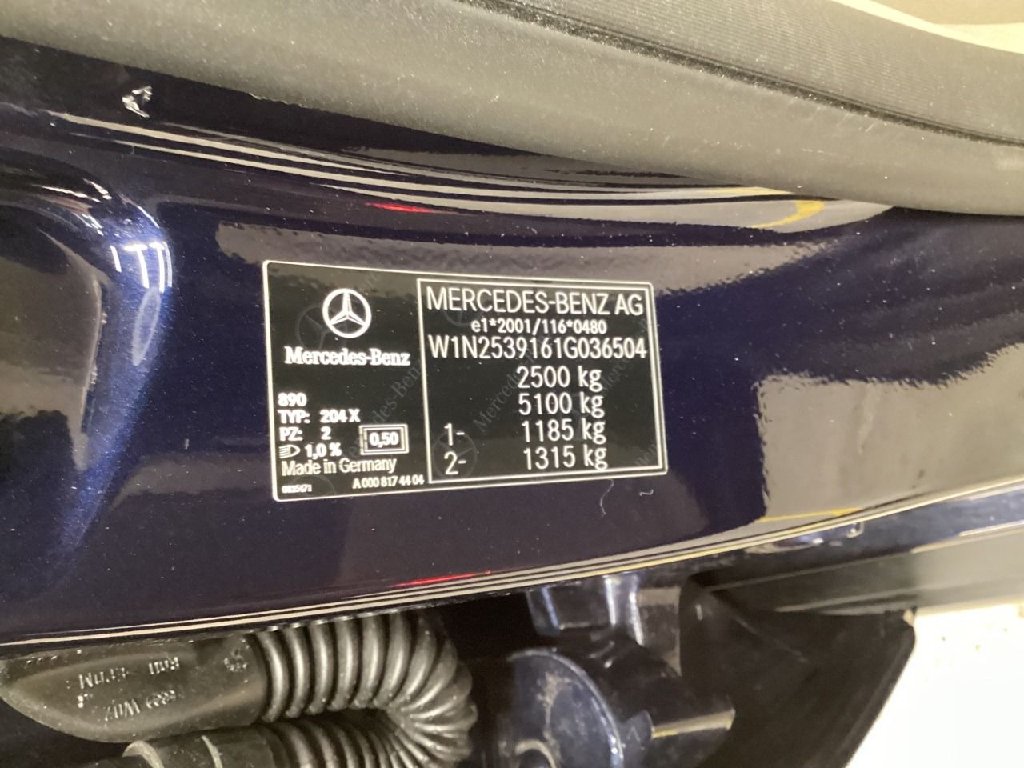 Mercedes-Benz
890
TYP: 204 X
PZ: 2
1,0 %
0,50
Made in Germany
A 000 817 44 04
MERCEDES-BENZ AG
e1*2001/116*0480
W1N2539161G036504
2500 kg
5100 kg
1- 1185 kg
2- 1315 kg